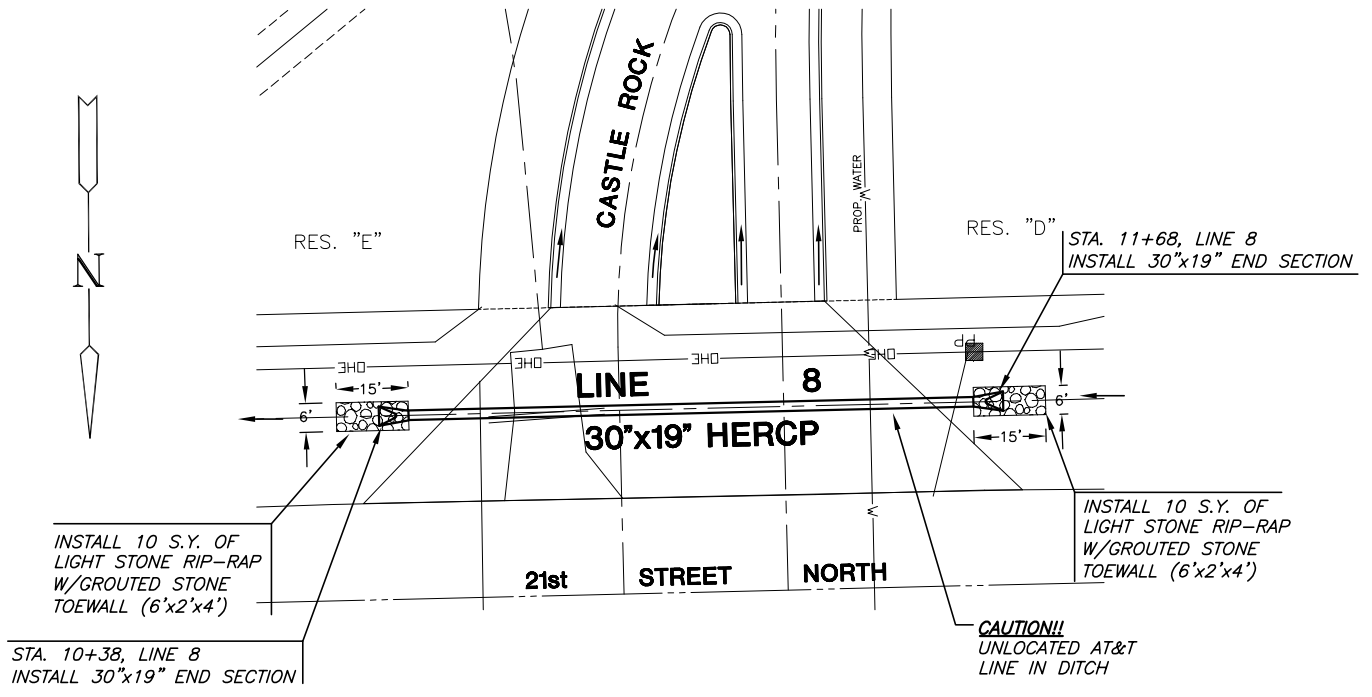 CASTLE ROCK
PROP. WATER
W
RES. "E"
RES. "D"
STA. 11+68, LINE 8
INSTALL 30"x19" END SECTION
N
PP
OHE
OHE
OHE
W
OHE
15'
6'
LINE 8
30"x19" HERCP
6'
15'
INSTALL 10 S.Y. OF
LIGHT STONE RIP-RAP
W/GROUTED STONE
TOEWALL (6'x2'x4')
INSTALL 10 S.Y. OF
LIGHT STONE RIP-RAP
W/GROUTED STONE
TOEWALL (6'x2'x4')
W
21st STREET NORTH
CAUTION!!
UNLOCATED AT&T
LINE IN DITCH
STA. 10+38, LINE 8
INSTALL 30"x19" END SECTION